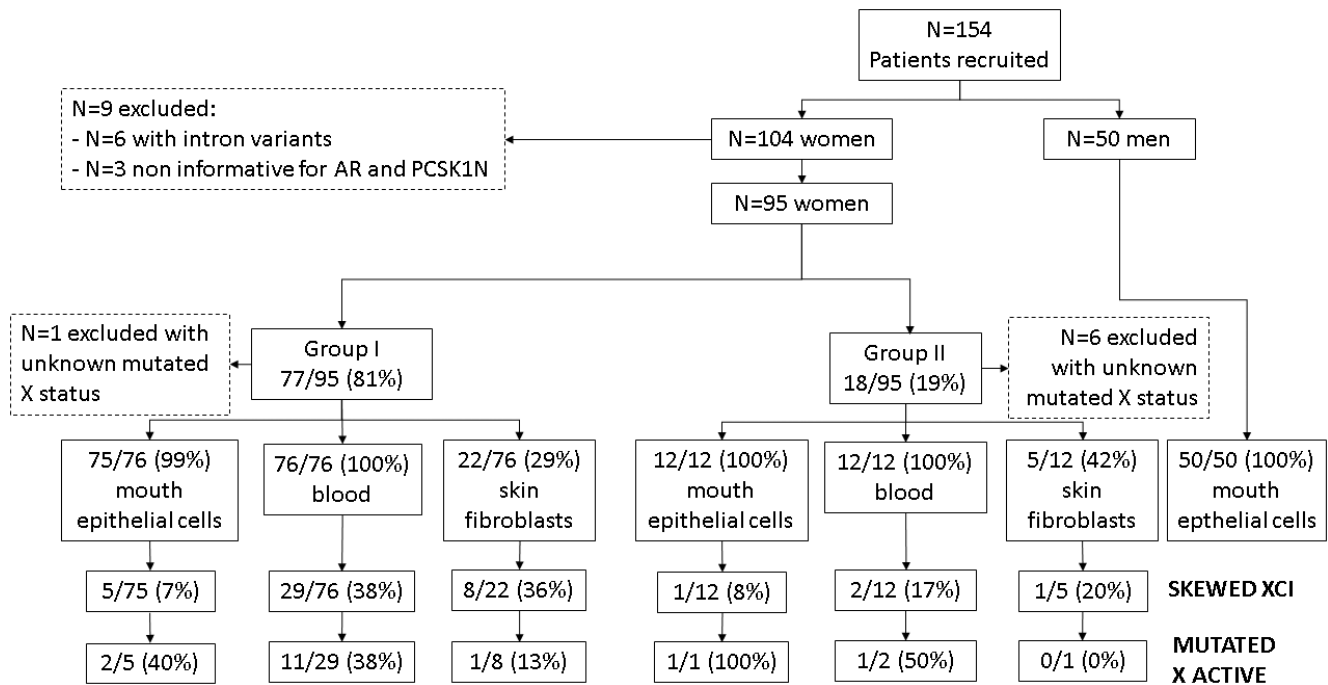 N=154
Patients recruited
N=9 excluded:
- N=6 with intron variants
- N=3 non informative for AR and PCSK1N
N=104 women
N=50 men
N=95 women
N=1 excluded with
unknown mutated
X status
Group I
77/95 (81%)
Group II
18/95 (19%)
N=6 excluded
with unknown
mutated X status
75/76 (99%)
mouth
epithelial cells
76/76 (100%)
blood
22/76 (29%)
skin
fibroblasts
12/12 (100%)
mouth
epithelial cells
12/12 (100%)
blood
5/12 (42%)
skin
fibroblasts
50/50 (100%)
mouth
epthelial cells
5/75 (7%)
29/76 (38%)
8/22 (36%)
1/12 (8%)
2/12 (17%)
1/5 (20%)
SKEWED XCI
2/5 (40%)
11/29 (38%)
1/8 (13%)
1/1 (100%)
1/2 (50%)
0/1 (0%)
MUTATED
X ACTIVE